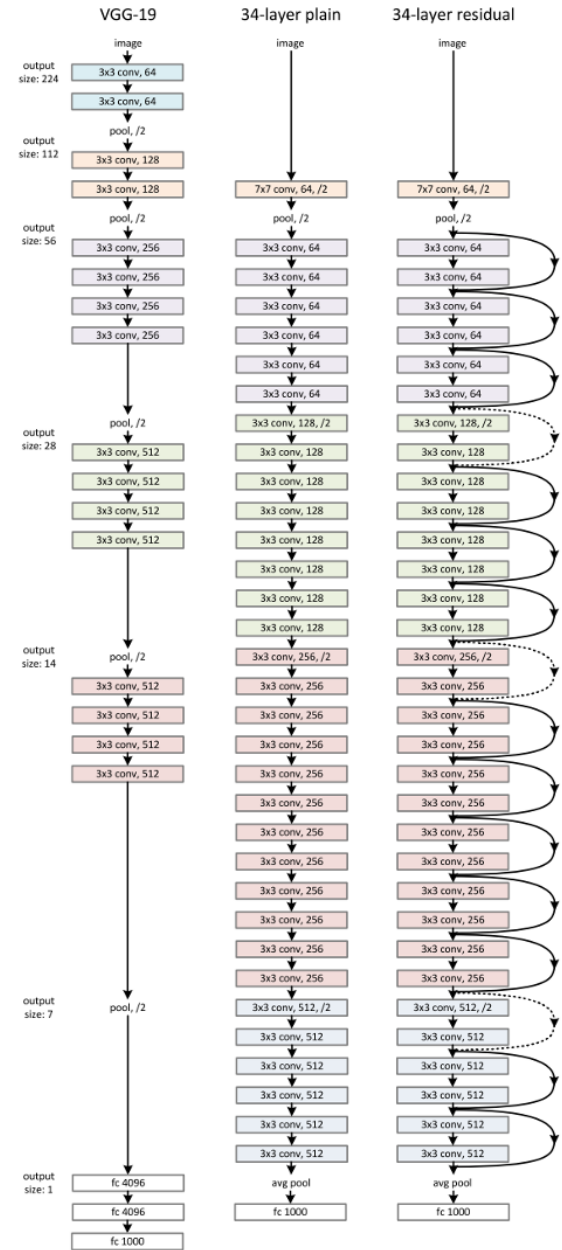 output
size: 224
output
size: 112
output
size: 56
output
size: 28
output
size: 14
output
size: 7
output
size: 1
VGG-19
image
3x3 conv, 64
3x3 conv, 64
pool, /2
3x3 conv, 128
3x3 conv, 128
pool, /2
3x3 conv, 256
3x3 conv, 256
3x3 conv, 256
3x3 conv, 256
pool, /2
3x3 conv, 512
3x3 conv, 512
3x3 conv, 512
3x3 conv, 512
pool, /2
3x3 conv, 512
3x3 conv, 512
3x3 conv, 512
3x3 conv, 512
pool, /2
fc 4096
fc 4096
fc 1000
34-layer plain
image
7x7 conv, 64, /2
pool, /2
3x3 conv, 64
3x3 conv, 64
3x3 conv, 64
3x3 conv, 64
3x3 conv, 64
3x3 conv, 64
3x3 conv, 128, /2
3x3 conv, 128
3x3 conv, 128
3x3 conv, 128
3x3 conv, 128
3x3 conv, 128
3x3 conv, 128
3x3 conv, 128
3x3 conv, 256, /2
3x3 conv, 256
3x3 conv, 256
3x3 conv, 256
3x3 conv, 256
3x3 conv, 256
3x3 conv, 256
3x3 conv, 256
3x3 conv, 256
3x3 conv, 256
3x3 conv, 256
3x3 conv, 256
3x3 conv, 512, /2
3x3 conv, 512
3x3 conv, 512
3x3 conv, 512
3x3 conv, 512
3x3 conv, 512
avg pool
fc 1000
34-layer residual
image
7x7 conv, 64, /2
pool, /2
3x3 conv, 64
3x3 conv, 64
3x3 conv, 64
3x3 conv, 64
3x3 conv, 64
3x3 conv, 64
3x3 conv, 128, /2
3x3 conv, 128
3x3 conv, 128
3x3 conv, 128
3x3 conv, 128
3x3 conv, 128
3x3 conv, 128
3x3 conv, 128
3x3 conv, 256, /2
3x3 conv, 256
3x3 conv, 256
3x3 conv, 256
3x3 conv, 256
3x3 conv, 256
3x3 conv, 256
3x3 conv, 256
3x3 conv, 256
3x3 conv, 256
3x3 conv, 256
3x3 conv, 256
3x3 conv, 512, /2
3x3 conv, 512
3x3 conv, 512
3x3 conv, 512
3x3 conv, 512
3x3 conv, 512
avg pool
fc 1000